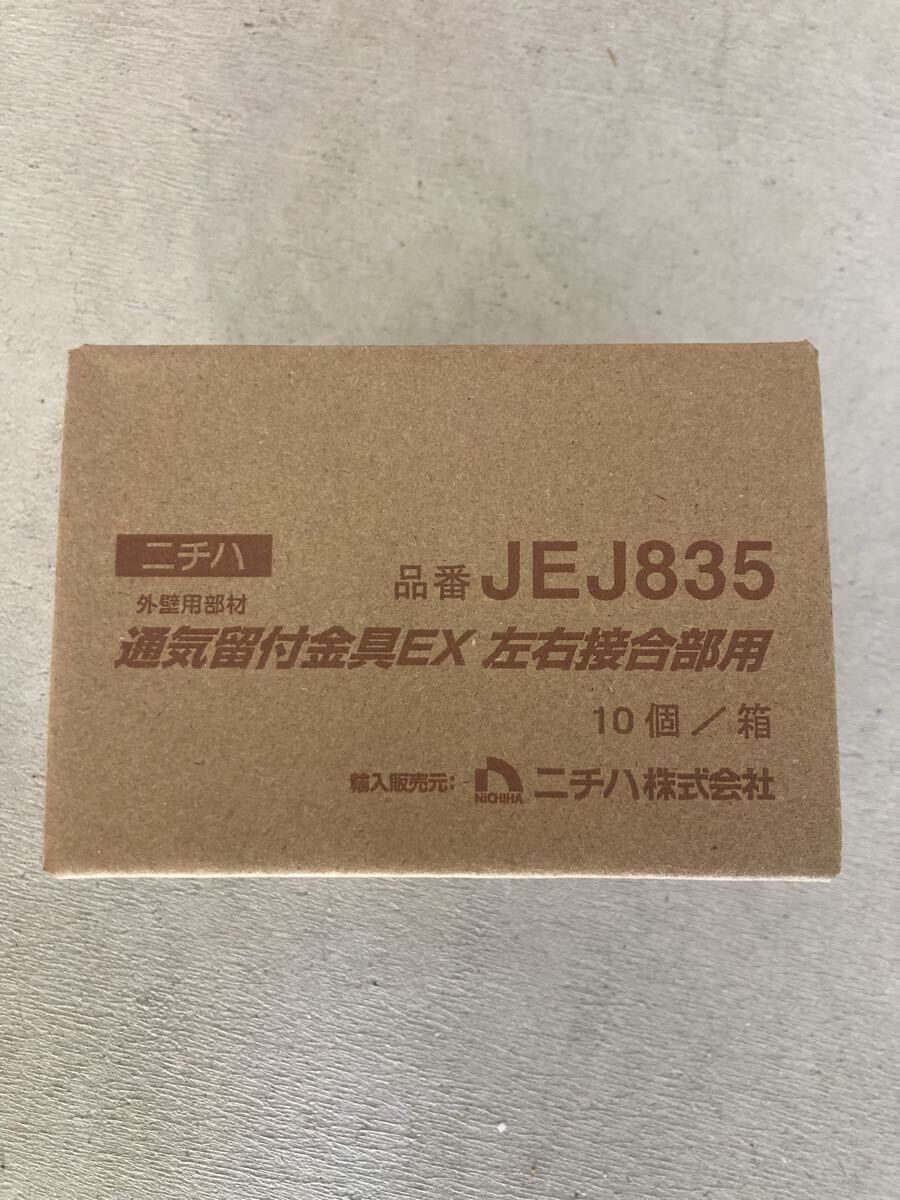 ニチハ
品番 JEJ835
外壁用部材
通気留付金具EX 左右接合部用
10個／箱
輸入販売元: NICHIHA ニチハ株式会社